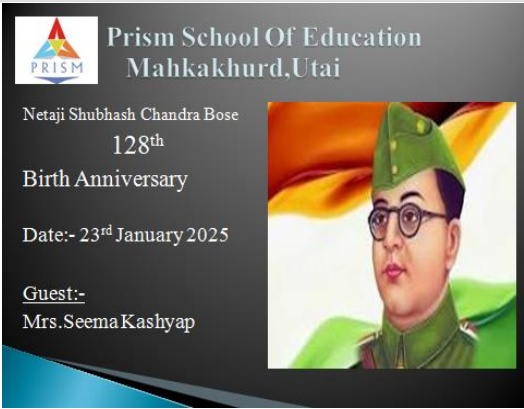 PRISM
Prism School Of Education
Mahkakhurd,Utai
Netaji Shubhash Chandra Bose
128th
Birth Anniversary
Date:- 23rd January 2025
Guest:-
Mrs.Seema Kashyap